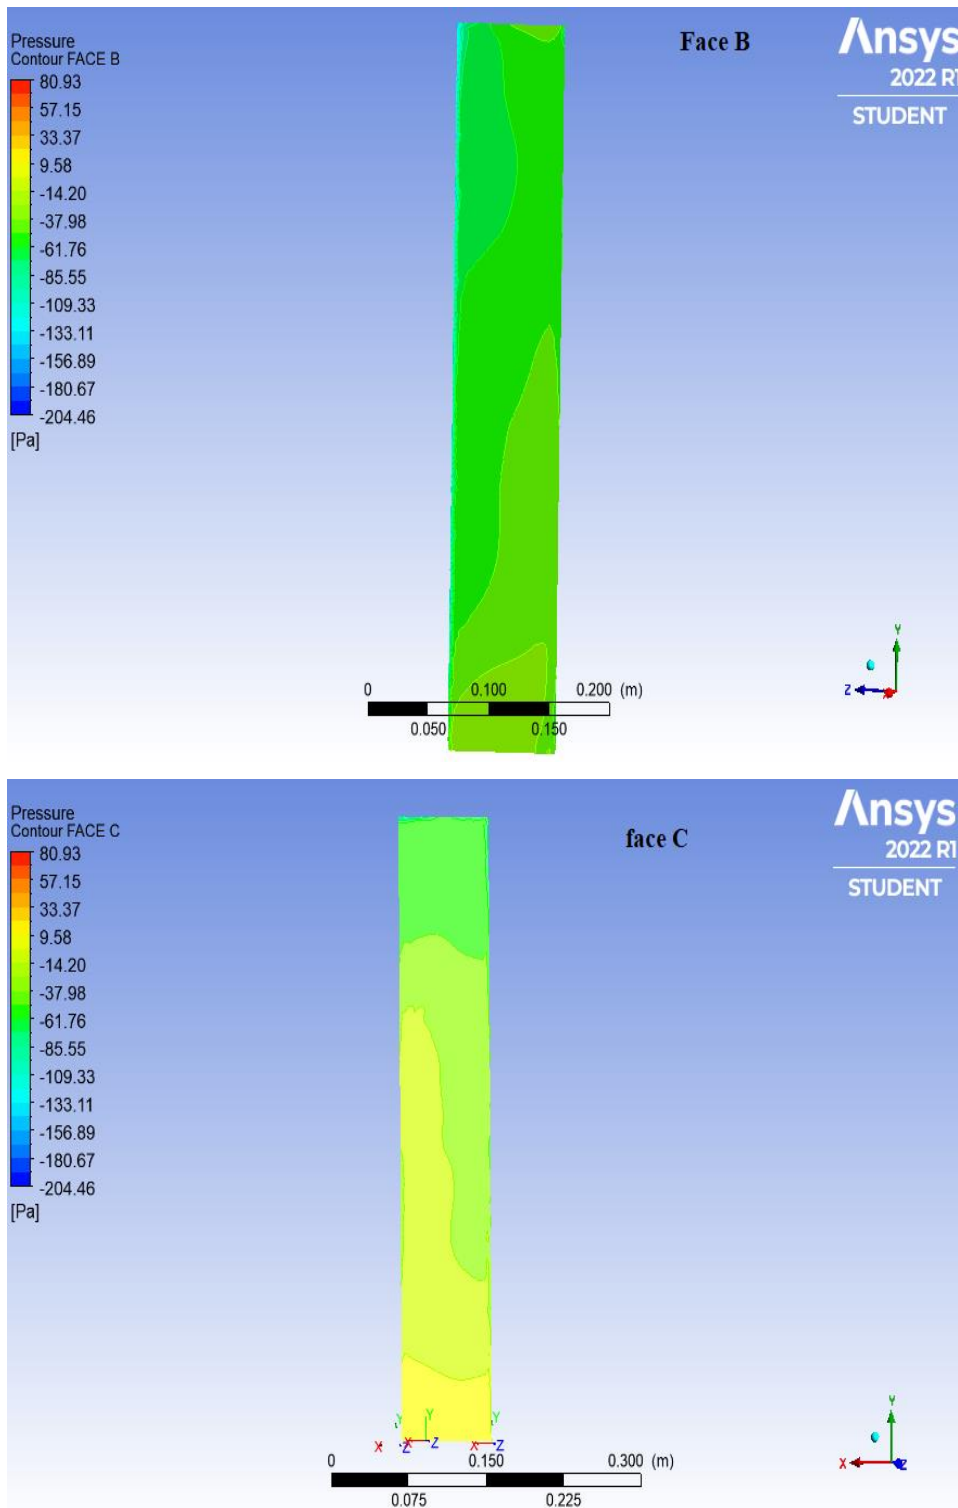 Pressure
Contour FACE B
80.93
57.15
33.37
9.58
-14.20
-37.98
-61.76
-85.55
-109.33
-133.11
-156.89
-180.67
-204.46
[Pa]
Face B
Ansys
2022 R1
STUDENT
0 0.100 0.200 (m)
0.050 0.150
Y
Z
Pressure
Contour FACE C
80.93
57.15
33.37
9.58
-14.20
-37.98
-61.76
-85.55
-109.33
-133.11
-156.89
-180.67
-204.46
[Pa]
face C
Ansys
2022 R1
STUDENT
Y Y Y
X X Z Z X Z
0 0.150 0.300 (m)
0.075 0.225
Y
X Z